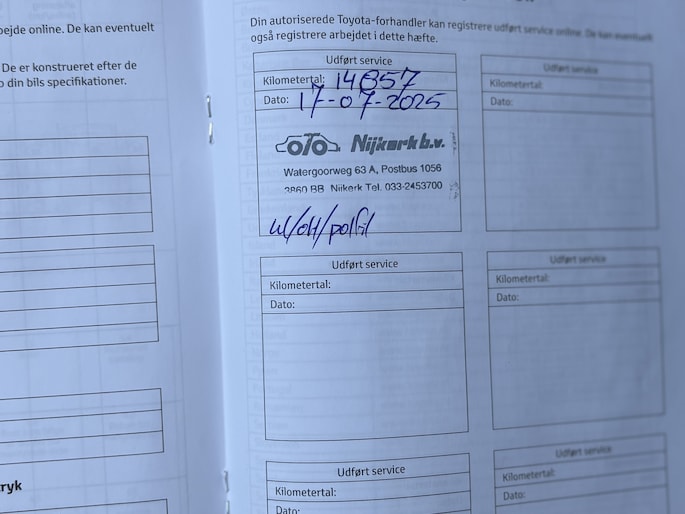 ejde online. De kan eventuelt
De er konstrueret efter de
din bils specifikationer.
ryk
Din autoriserede Toyota-forhandler kan registrere udført service online. De kan eventuelt
også registrere arbejdet i dette hæfte.
Udført service
Kilometertal: 14857
Dato: 17-07-2025
OTO Nijkerk b.v.
Watergoorweg 63 A, Postbus 1056
3860 BB Nijkerk Tel. 033-2453700
Udført service
Kilometertal:
Dato:
Udført service
Kilometertal:
Dato:
Udført service
Kilometertal:
Dato:
Udført service
Kilometertal:
Dato:
Udført service
Kilometertal:
Dato: